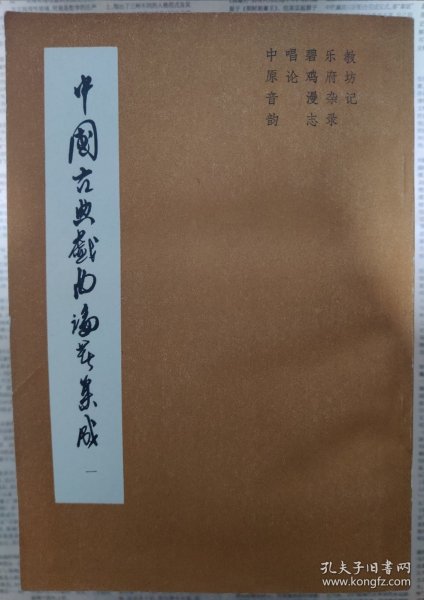 教坊记
乐府杂录
碧鸡漫志
唱论
中原音韵
中國古典戲曲論著集成
一
孔夫子旧书网
www.kongfz.com